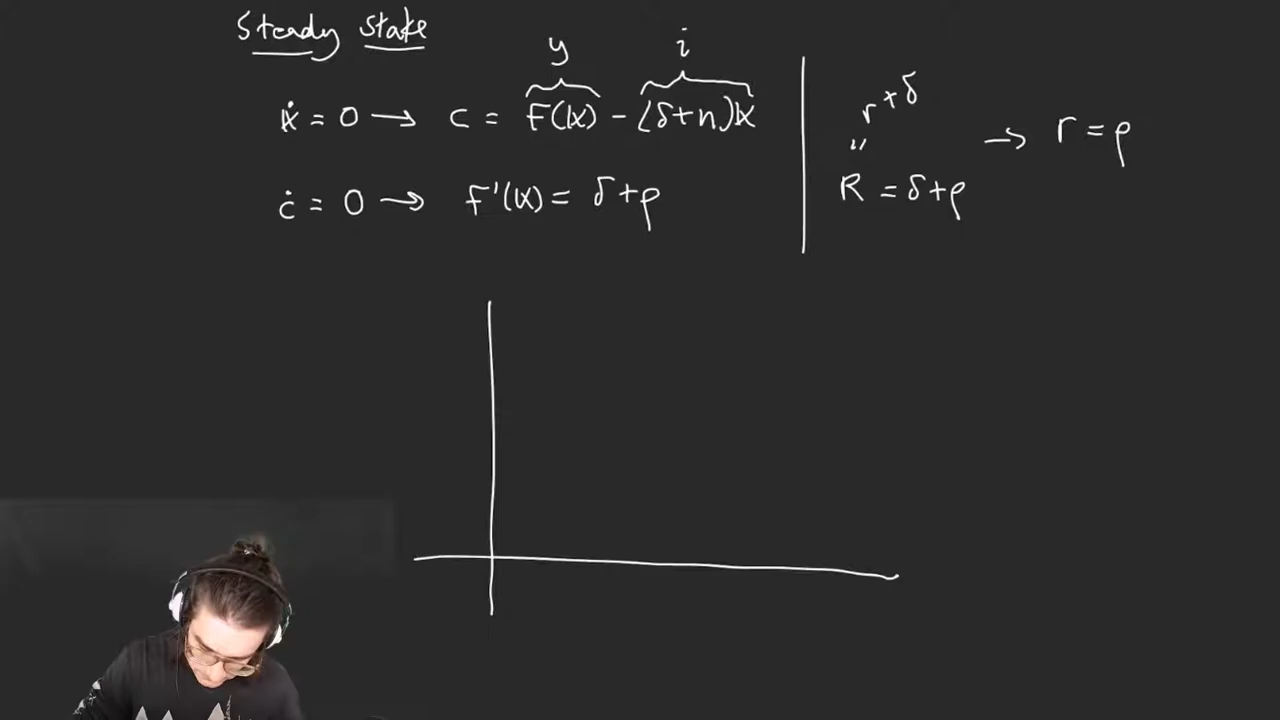 Steady state
y i
k̇ = 0 → c = F(k) - (δ+n)k
ċ = 0 → f'(k) = δ+ρ
r+δ
"
R = δ+ρ
→ r = ρ